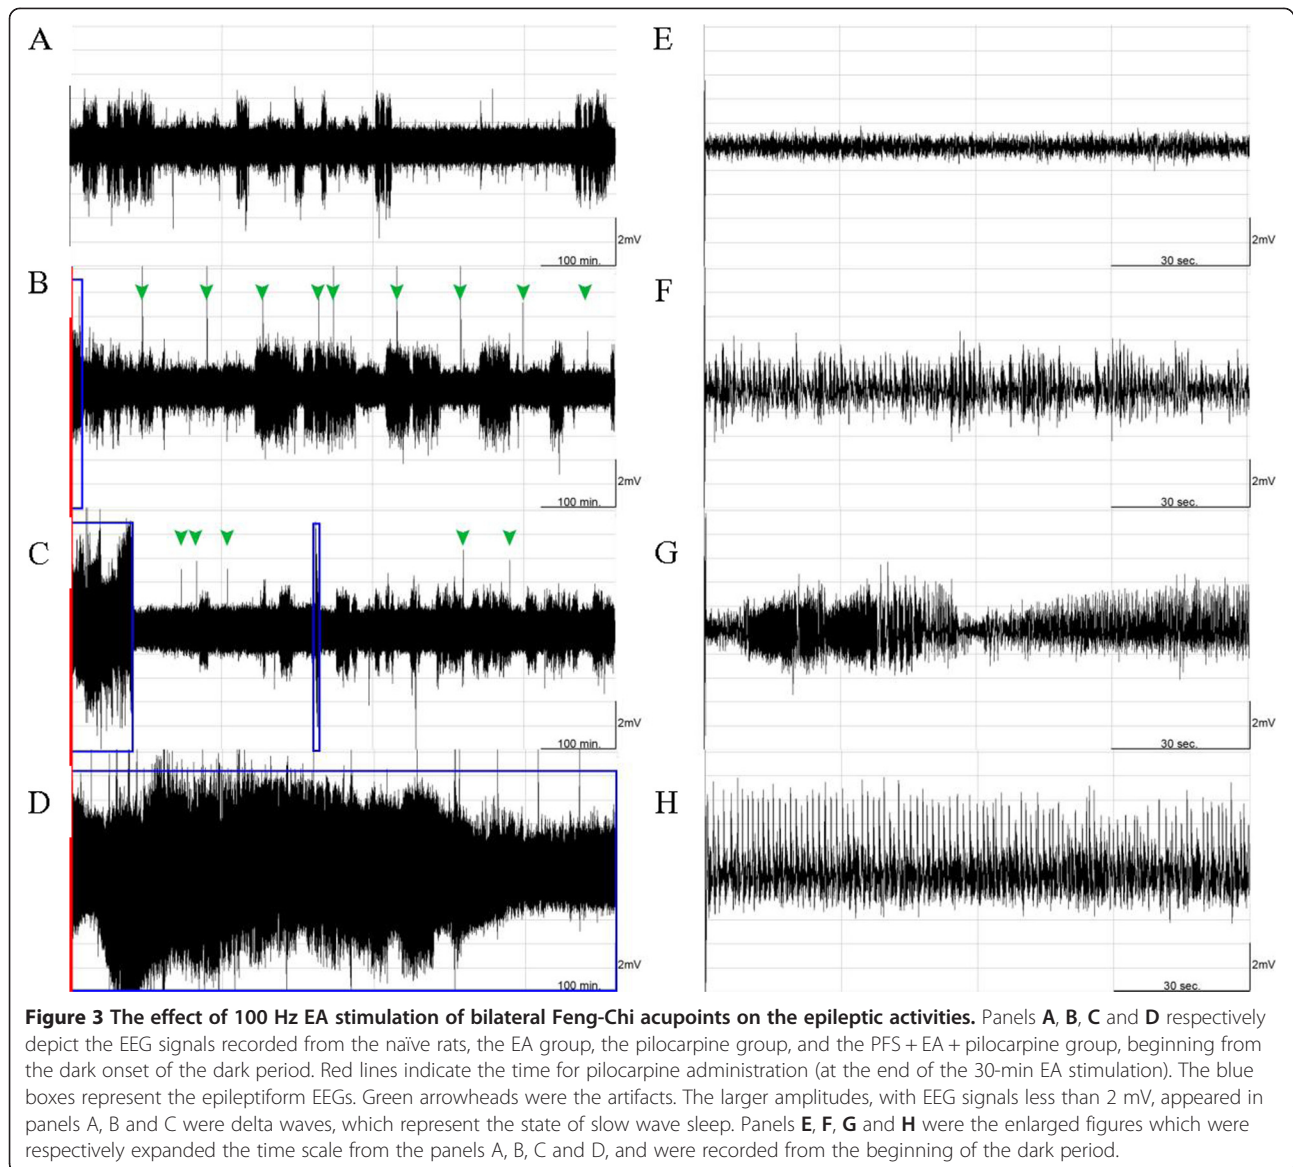 A
2mV
100 min.
E
2mV
30 sec.
B
2mV
100 min.
F
2mV
30 sec.
C
2mV
100 min.
G
2mV
30 sec.
D
2mV
100 min.
H
2mV
30 sec.
Figure 3 The effect of 100 Hz EA stimulation of bilateral Feng-Chi acupoints on the epileptic activities. Panels A, B, C and D respectively
depict the EEG signals recorded from the naïve rats, the EA group, the pilocarpine group, and the PFS + EA + pilocarpine group, beginning from
the dark onset of the dark period. Red lines indicate the time for pilocarpine administration (at the end of the 30-min EA stimulation). The blue
boxes represent the epileptiform EEGs. Green arrowheads were the artifacts. The larger amplitudes, with EEG signals less than 2 mV, appeared in
panels A, B and C were delta waves, which represent the state of slow wave sleep. Panels E, F, G and H were the enlarged figures which were
respectively expanded the time scale from the panels A, B, C and D, and were recorded from the beginning of the dark period.